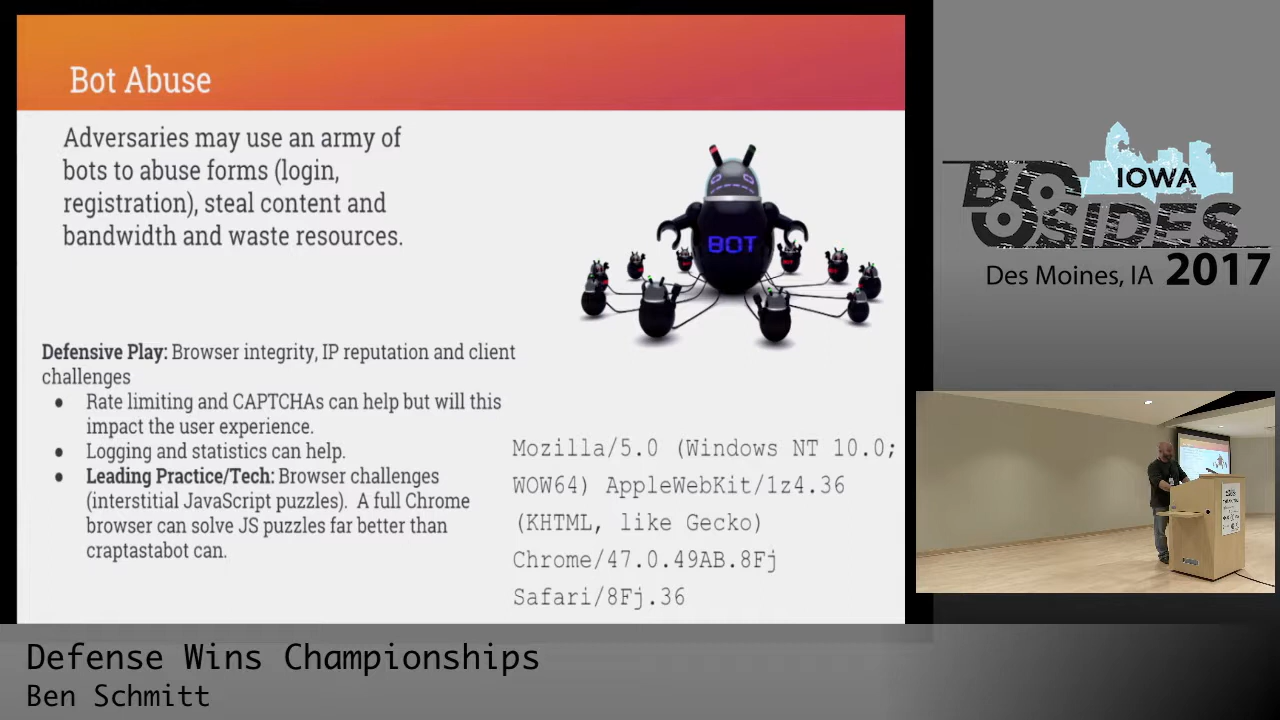 Bot Abuse
Adversaries may use an army of
bots to abuse forms (login,
registration), steal content and
bandwidth and waste resources.
BOT
Defensive Play: Browser integrity, IP reputation and client
challenges
• Rate limiting and CAPTCHAs can help but will this
impact the user experience.
• Logging and statistics can help.
• Leading Practice/Tech: Browser challenges
(interstitial JavaScript puzzles). A full Chrome
browser can solve JS puzzles far better than
craptastabot can.
Mozilla/5.0 (Windows NT 10.0;
WOW64) AppleWebKit/1z4.36
(KHTML, like Gecko)
Chrome/47.0.49AB.8Fj
Safari/8Fj.36
IOWA
BSIDES
Des Moines, IA 2017
Defense Wins Championships
Ben Schmitt